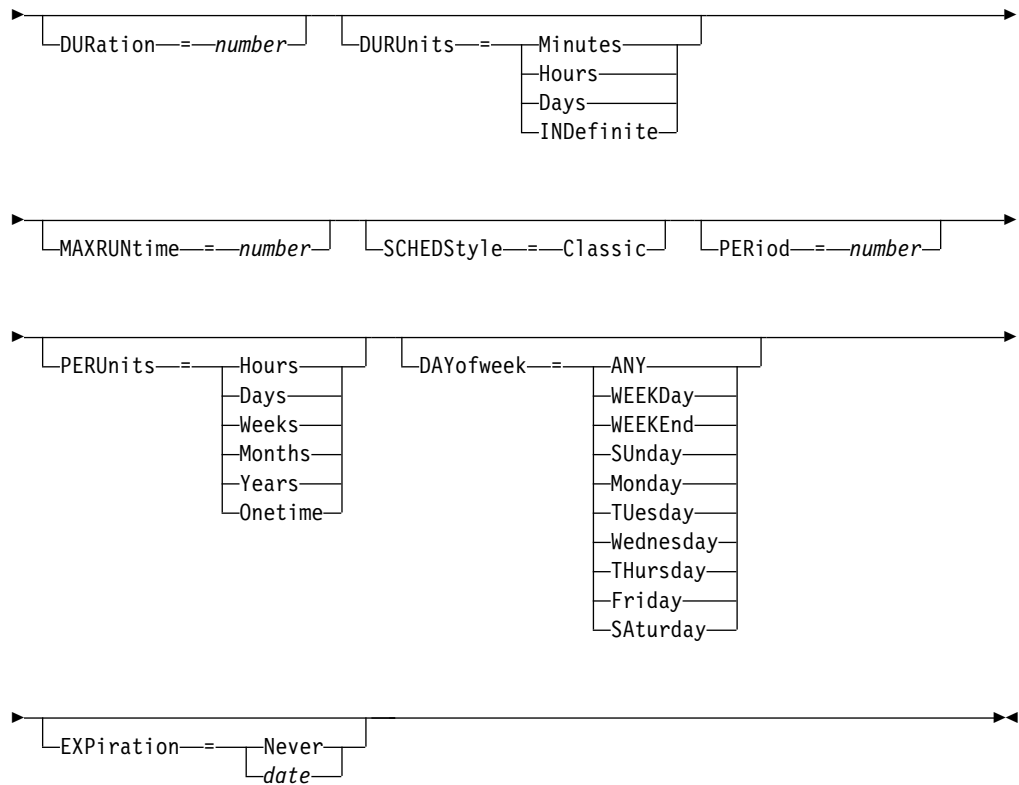 DURation = number DURUnits = Minutes
Hours
Days
INDefinite
MAXRUNtime = number SCHEDStyle = Classic PERiod = number
PERUnits = Hours DAYofweek = ANY
Days WEEKDay
Weeks WEEKEnd
Months SUnday
Years Monday
Onetime TUesday
Wednesday
THursday
Friday
SAturday
EXPiration = Never
date